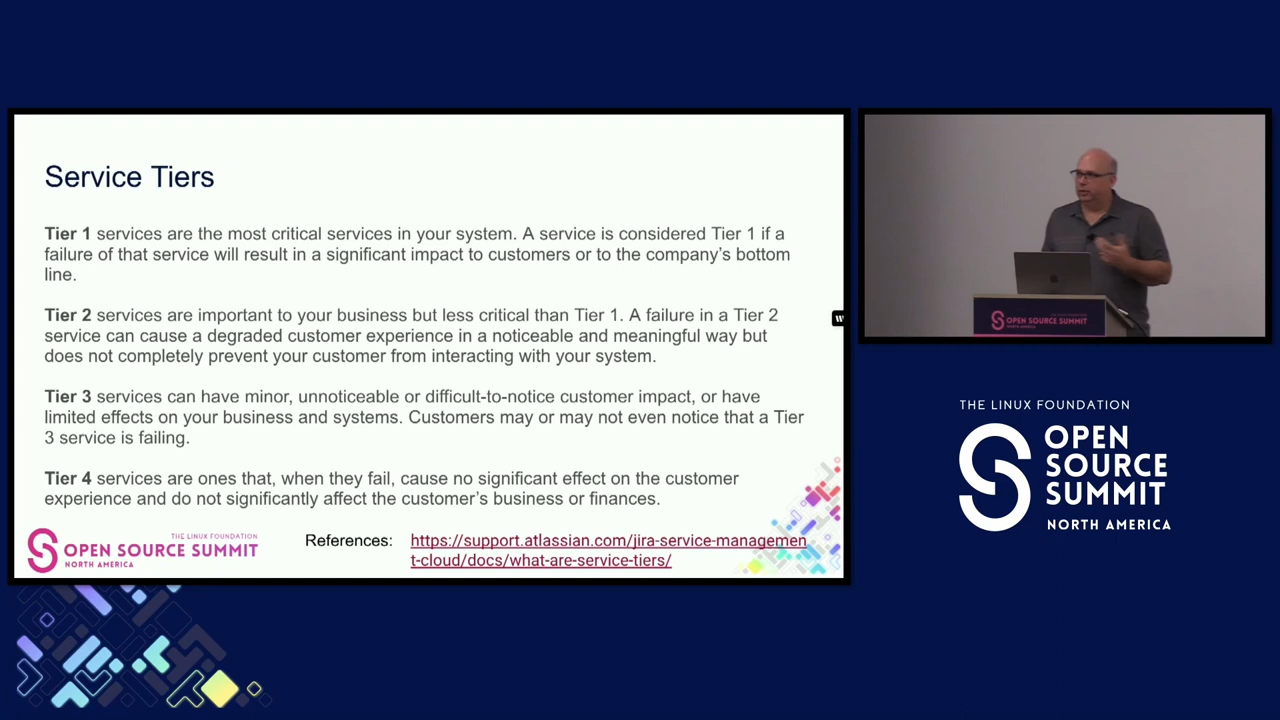 Service Tiers
Tier 1 services are the most critical services in your system. A service is considered Tier 1 if a
failure of that service will result in a significant impact to customers or to the company's bottom
line.
Tier 2 services are important to your business but less critical than Tier 1. A failure in a Tier 2
service can cause a degraded customer experience in a noticeable and meaningful way but
does not completely prevent your customer from interacting with your system.
Tier 3 services can have minor, unnoticeable or difficult-to-notice customer impact, or have
limited effects on your business and systems. Customers may or may not even notice that a Tier
3 service is failing.
Tier 4 services are ones that, when they fail, cause no significant effect on the customer
experience and do not significantly affect the customer's business or finances.
THE LINUX FOUNDATION
OPEN SOURCE SUMMIT
NORTH AMERICA
References:
https://support.atlassian.com/jira-service-managemen
t-cloud/docs/what-are-service-tiers/
OPEN SOURCE SUMMIT
NORTH AMERICA
THE LINUX FOUNDATION
OPEN
SOURCE
SUMMIT
NORTH AMERICA